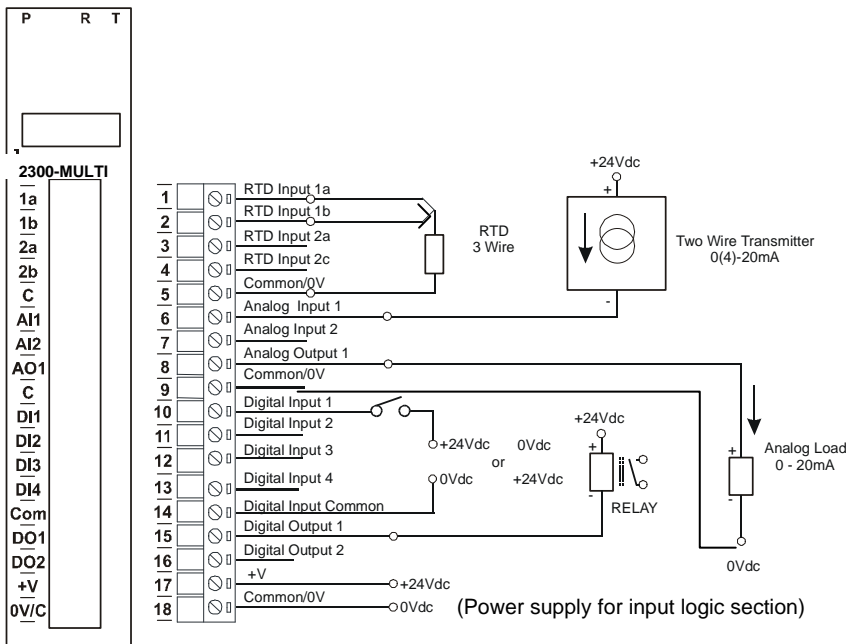 P R T
2300-MULTI
1a
1b
2a
2b
C
AI1
AI2
AO1
C
DI1
DI2
DI3
DI4
Com
DO1
DO2
+V
0V/C
1 RTD Input 1a
2 RTD Input 1b
3 RTD Input 2a
4 RTD Input 2c
5 Common/0V
6 Analog Input 1
7 Analog Input 2
8 Analog Output 1
9 Common/0V
10 Digital Input 1
11 Digital Input 2
12 Digital Input 3
13 Digital Input 4
14 Digital Input Common
15 Digital Output 1
16 Digital Output 2
17 +V +24Vdc
18 Common/0V 0Vdc
(Power supply for input logic section)
RTD
3 Wire
+24Vdc
+
-
Two Wire Transmitter
0(4)-20mA
+24Vdc 0Vdc
or
0Vdc +24Vdc
+24Vdc
+
-
RELAY
+
-
Analog Load
0 - 20mA
0Vdc